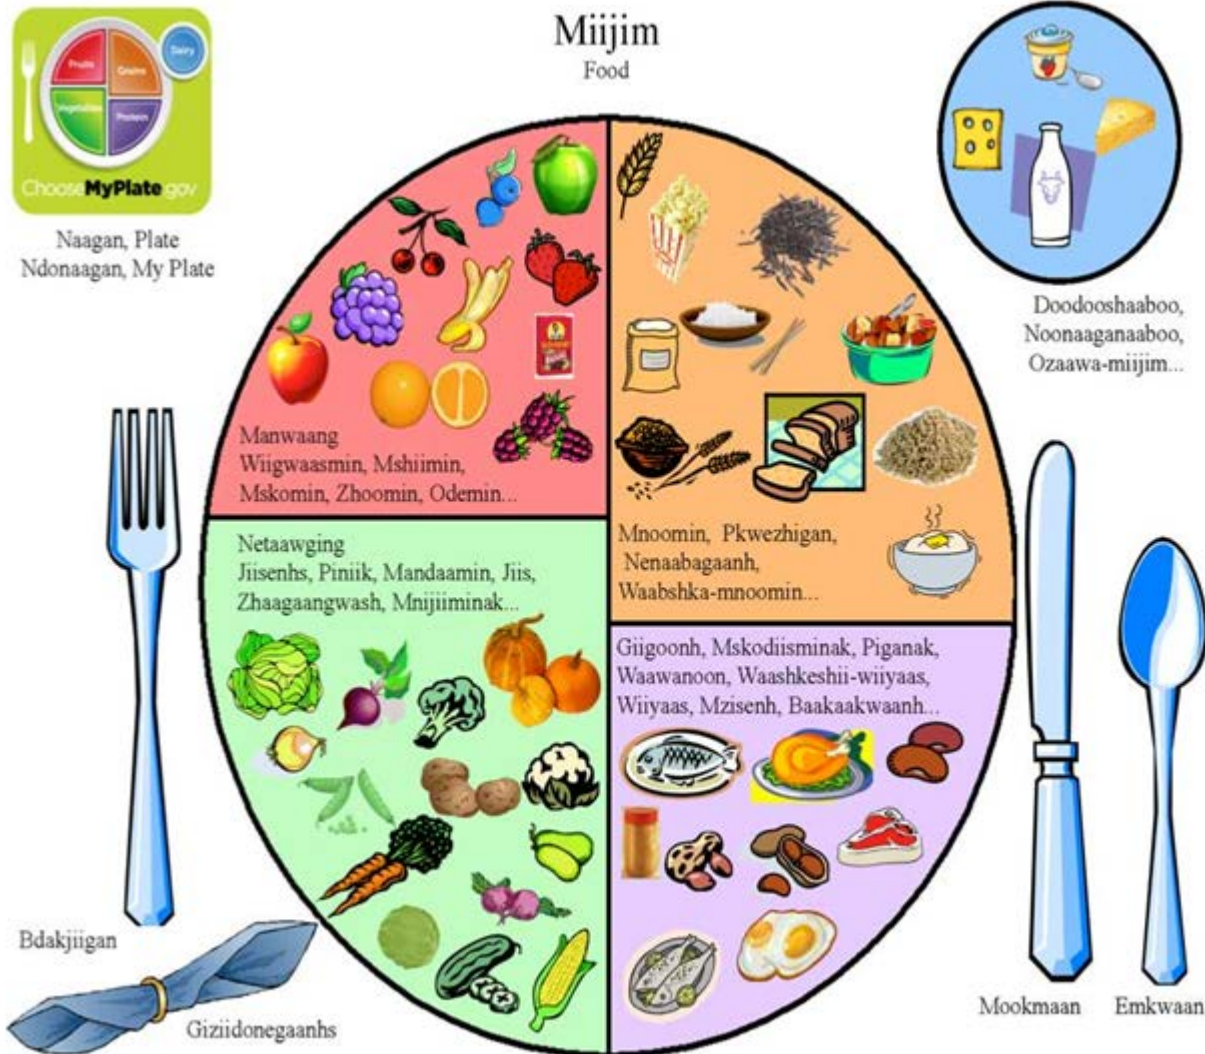 Miijim
Food
Fruits
Grains
Dairy
Vegetables
Protein
ChooseMyPlate.gov
Naagan, Plate
Ndonaagan, My Plate
Doodooshaaboo,
Noonaaganaaboo,
Ozaawa-miijim...
Manwaang
Wiigwaasmin, Mshiimin,
Mskomin, Zhoomin, Odemin...
Mnoomin, Pkwezhigan,
Nenaabagaanh,
Waabshka-mnoomin...
Netaawging
Jiisenhs, Piniik, Mandaamin, Jiis,
Zhaagaangwash, Mnijiiminak...
Giigoonh, Mskodiisminak, Piganak,
Waawanoon, Waashkeshii-wiiyaas,
Wiiyaas, Mzisenh, Baakaakwaanh...
Bdakjiigan
Giziidonegaanhs
Mookmaan
Emkwaan